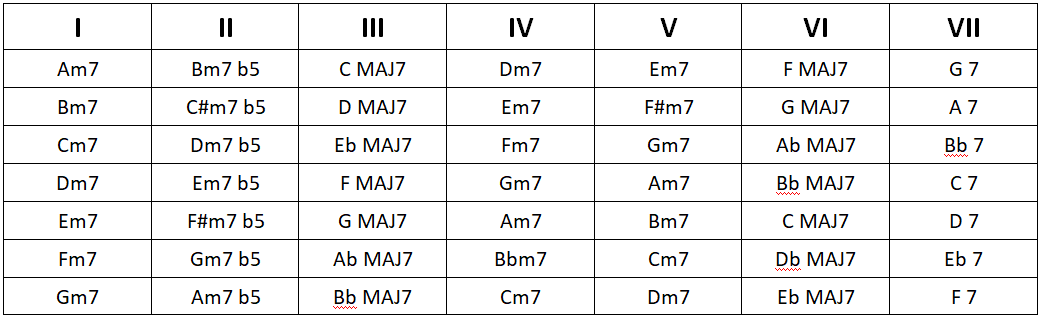 I II III IV V VI VII
Am7 Bm7 b5 C MAJ7 Dm7 Em7 F MAJ7 G 7
Bm7 C#m7 b5 D MAJ7 Em7 F#m7 G MAJ7 A 7
Cm7 Dm7 b5 Eb MAJ7 Fm7 Gm7 Ab MAJ7 Bb 7
Dm7 Em7 b5 F MAJ7 Gm7 Am7 Bb MAJ7 C 7
Em7 F#m7 b5 G MAJ7 Am7 Bm7 C MAJ7 D 7
Fm7 Gm7 b5 Ab MAJ7 Bbm7 Cm7 Db MAJ7 Eb 7
Gm7 Am7 b5 Bb MAJ7 Cm7 Dm7 Eb MAJ7 F 7